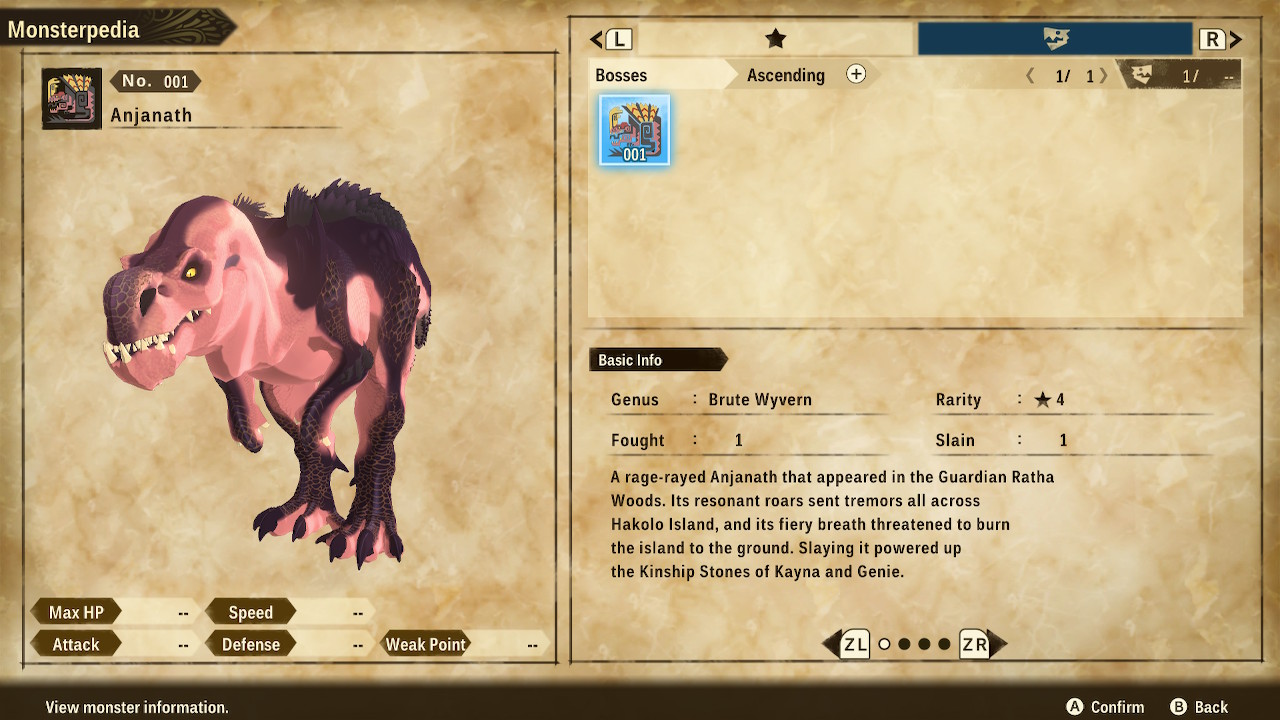 Monsterpedia
No. 001
Anjanath
Max HP --
Speed --
Attack --
Defense --
Weak Point --
L
R
Bosses
Ascending
1/ 1
1/ --
001
Basic Info
Genus : Brute Wyvern
Rarity : ★ 4
Fought : 1
Slain : 1
A rage-rayed Anjanath that appeared in the Guardian Ratha
Woods. Its resonant roars sent tremors all across
Hakolo Island, and its fiery breath threatened to burn
the island to the ground. Slaying it powered up
the Kinship Stones of Kayna and Genie.
ZL ZR
View monster information.
A Confirm
B Back